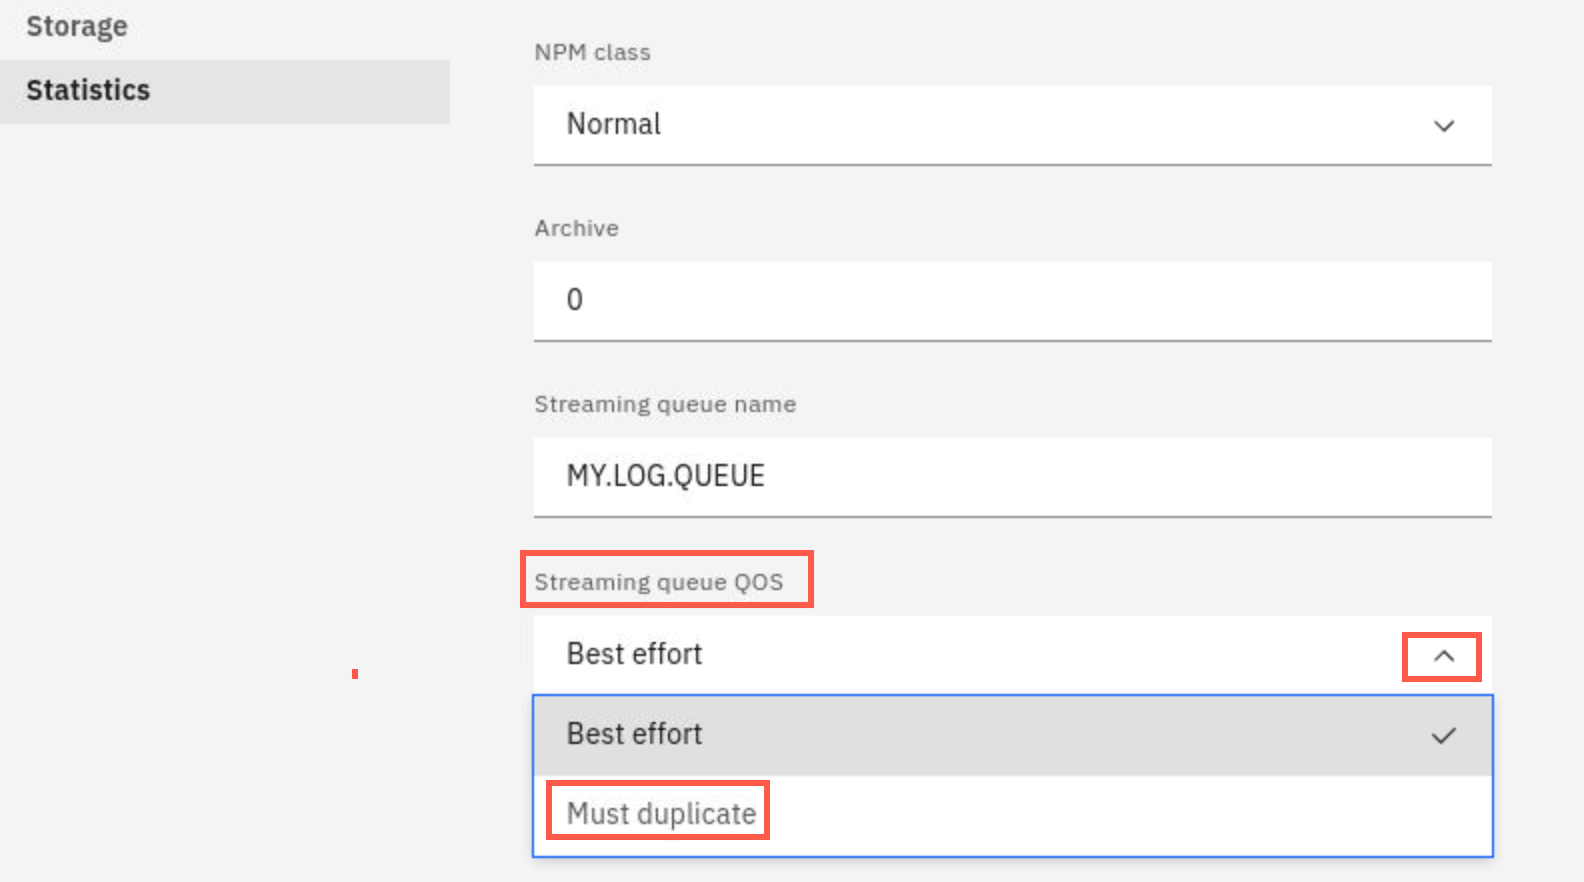 Storage
Statistics
NPM class
Normal
Archive
0
Streaming queue name
MY.LOG.QUEUE
Streaming queue QOS
Best effort
Best effort
Must duplicate